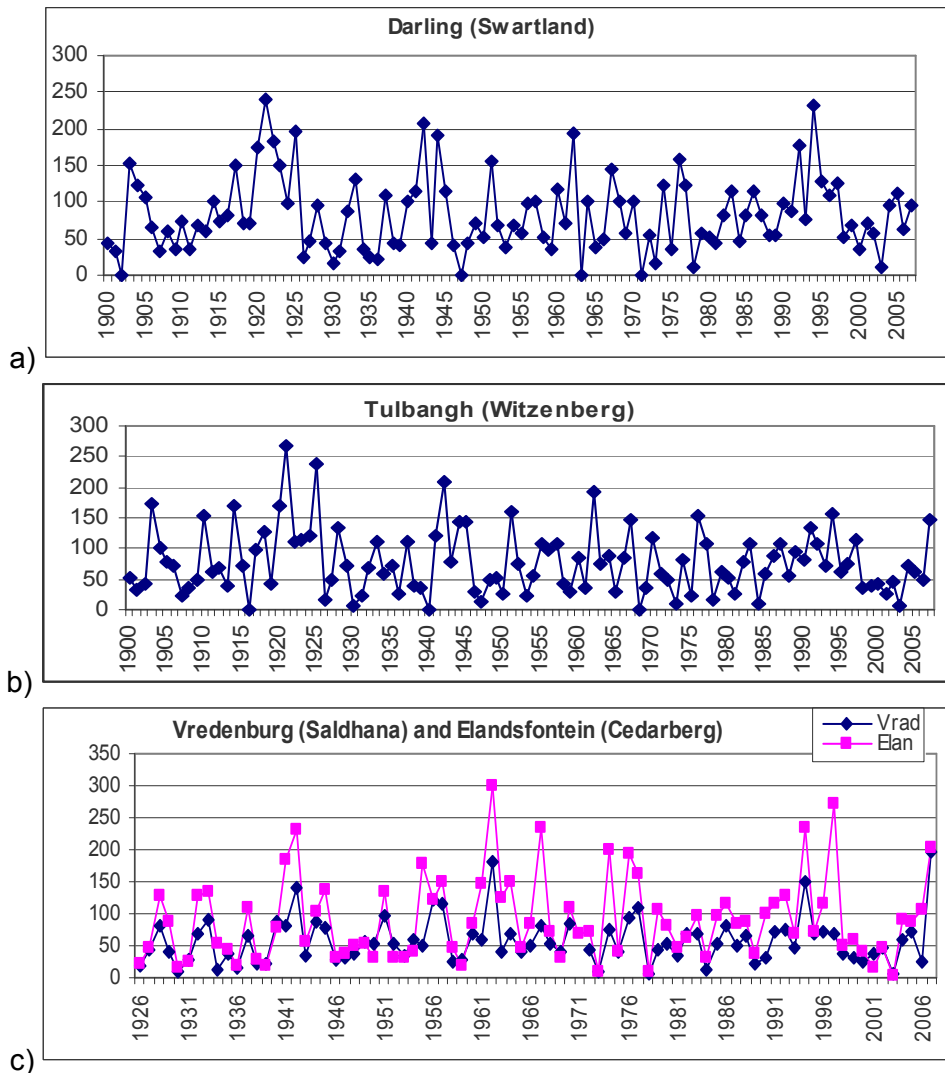 Darling (Swartland)
300
250
200
150
100
50
0
1900 1905 1910 1915 1920 1925 1930 1935 1940 1945 1950 1955 1960 1965 1970 1975 1980 1985 1990 1995 2000 2005
a)
Tulbangh (Witzenberg)
300
250
200
150
100
50
0
1900 1905 1910 1915 1920 1925 1930 1935 1940 1945 1950 1955 1960 1965 1970 1975 1980 1985 1990 1995 2000 2005
b)
Vredenburg (Saldhana) and Elandsfontein (Cedarberg)
Vrad
Elan
350
300
250
200
150
100
50
0
1926 1931 1936 1941 1946 1951 1956 1961 1966 1971 1976 1981 1986 1991 1996 2001 2006
c)